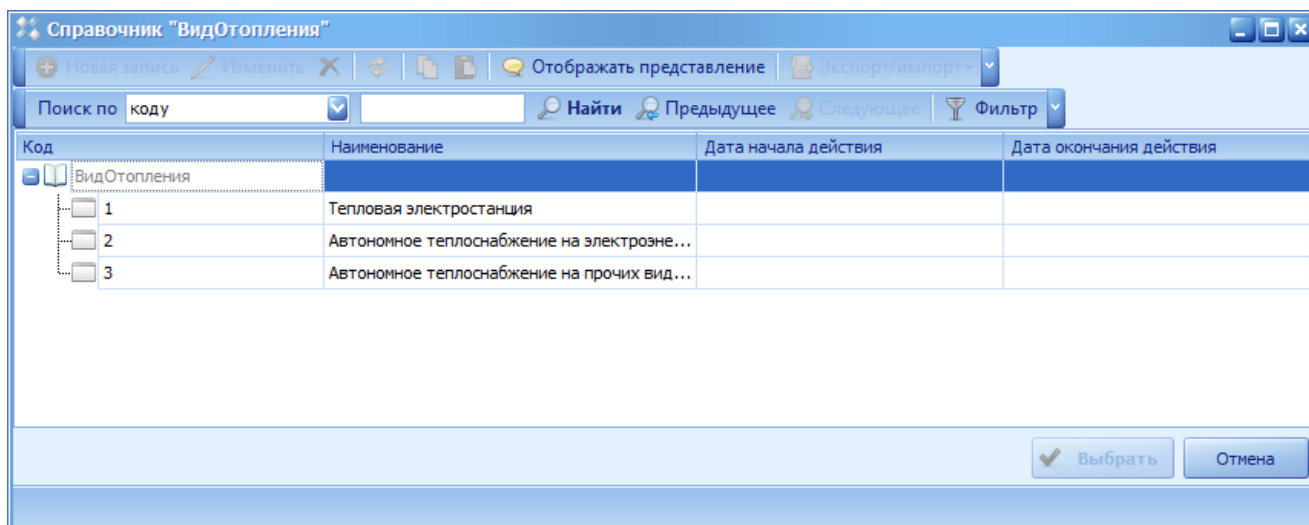 Справочник "ВидОтопления"
Новая запись Изменить Отображать представление Экспорт/импорт
Поиск по коду Найти Предыдущее Следующее Фильтр
Код Наименование Дата начала действия Дата окончания действия
ВидОтопления
1 Тепловая электростанция
2 Автономное теплоснабжение на электроэне...
3 Автономное теплоснабжение на прочих вид...
Выбрать Отмена